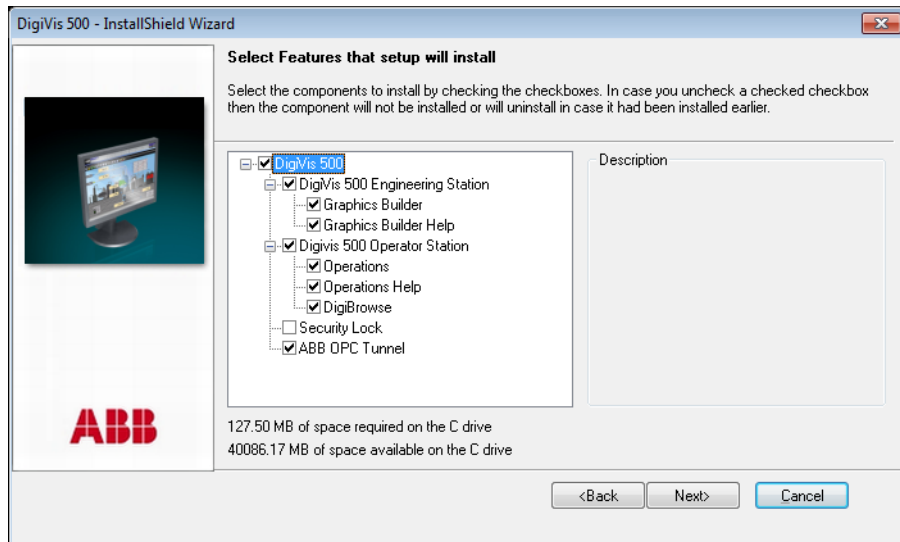 DigiVis 500 - InstallShield Wizard
Select Features that setup will install
Select the components to install by checking the checkboxes. In case you uncheck a checked checkbox
then the component will not be installed or will uninstall in case it had been installed earlier.
DigiVis 500
DigiVis 500 Engineering Station
Graphics Builder
Graphics Builder Help
Digivis 500 Operator Station
Operations
Operations Help
DigiBrowse
Security Lock
ABB OPC Tunnel
Description
ABB
127.50 MB of space required on the C drive
40086.17 MB of space available on the C drive
<Back
Next>
Cancel